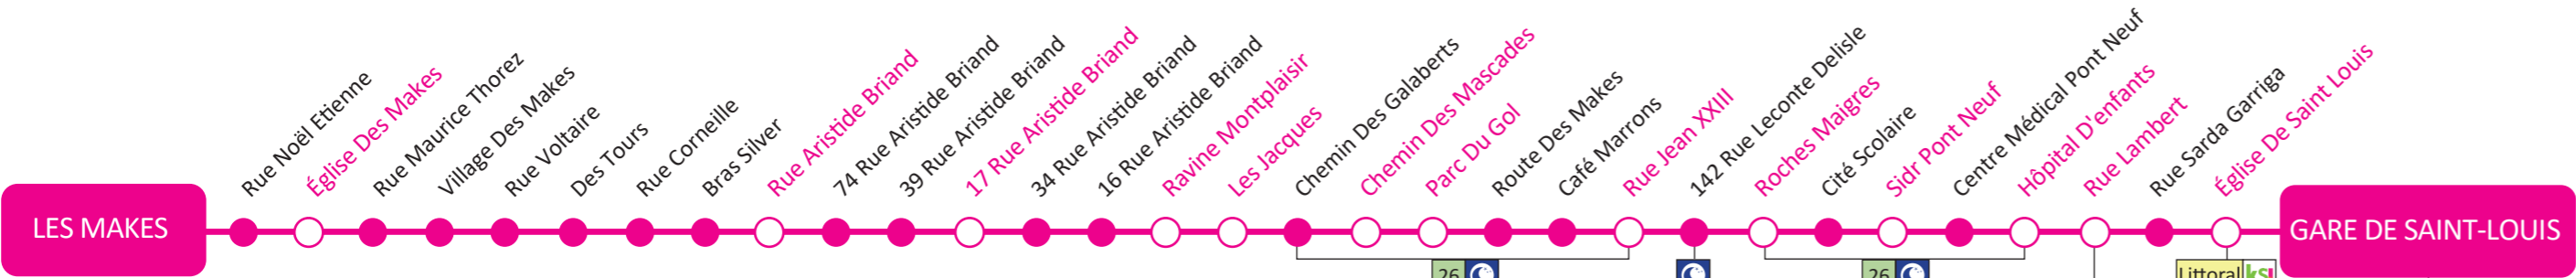 LES MAKES
Rue Noël Etienne
Église Des Makes
Rue Maurice Thorez
Village Des Makes
Rue Voltaire
Des Tours
Rue Corneille
Bras Silver
Rue Aristide Briand
74 Rue Aristide Briand
39 Rue Aristide Briand
17 Rue Aristide Briand
34 Rue Aristide Briand
16 Rue Aristide Briand
Ravine Montplaisir
Les Jacques
Chemin Des Galaberts
Chemin Des Mascades
Parc Du Gol
Route Des Makes
Café Marrons
Rue Jean XXIII
142 Rue Leconte Delisle
Roches Maigres
Cité Scolaire
Sidr Pont Neuf
Centre Médical Pont Neuf
Hôpital D'enfants
Rue Lambert
Rue Sarda Garriga
Église De Saint Louis
GARE DE SAINT-LOUIS
26
26
Littoral